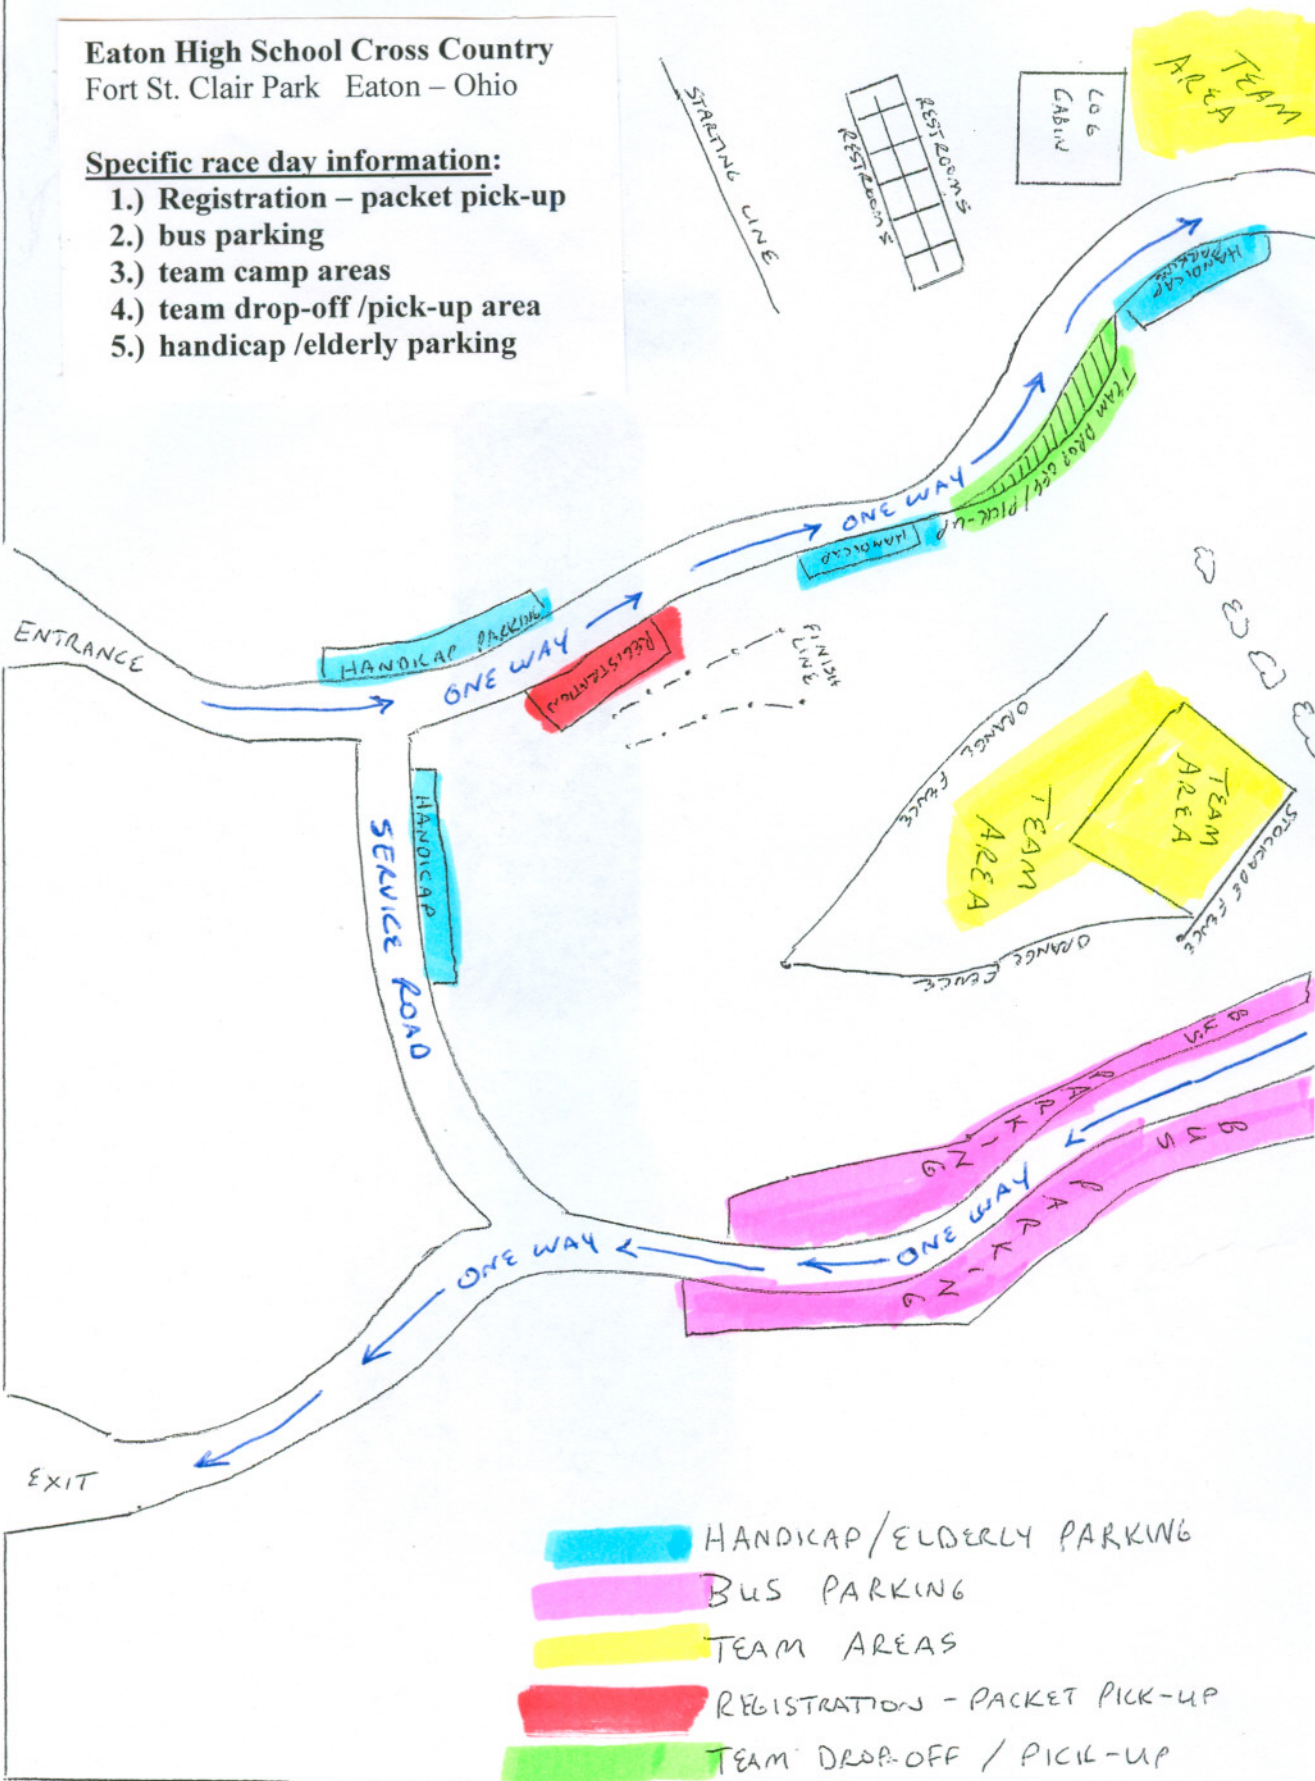 Eaton High School Cross Country
Fort St. Clair Park Eaton – Ohio
Specific race day information:
1.) Registration – packet pick-up
2.) bus parking
3.) team camp areas
4.) team drop-off /pick-up area
5.) handicap /elderly parking
STARTING LINE
RESTROOMS
RESTROOMS
LOG
CABIN
TEAM
AREA
HANDICAP
PARKING
TEAM DROP OFF/PICK-UP
ONE WAY
HANDICAP
ENTRANCE
HANDICAP PARKING
ONE WAY
REGISTRATION
FINISH
LINE
ORANGE FENCE
TEAM
AREA
TEAM
AREA
STOCKADE FENCE
ORANGE FENCE
HANDICAP
SERVICE ROAD
BUS PARKING
BUS PARKING
ONE WAY
ONE WAY
EXIT
HANDICAP/ELDERLY PARKING
BUS PARKING
TEAM AREAS
REGISTRATION - PACKET PICK-UP
TEAM DROP-OFF / PICK-UP